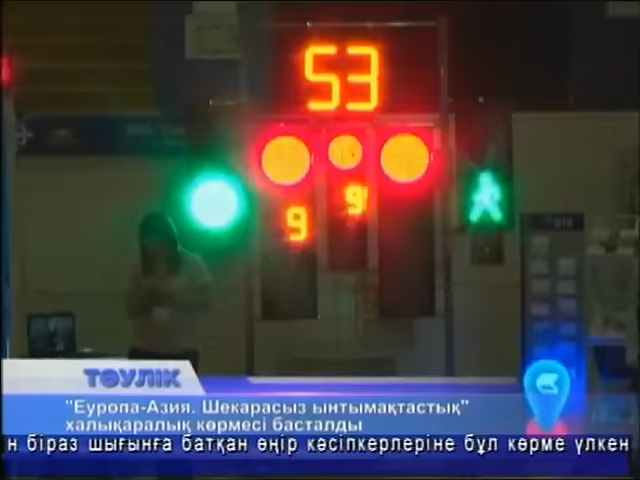 53
9 9
ТӘУЛІК
"Еуропа-Азия. Шекарасыз ынтымақтастық"
халықаралық көрмесі басталды
н біраз шығынға батқан өңір кәсіпкерлеріне бұл көрме үлкен